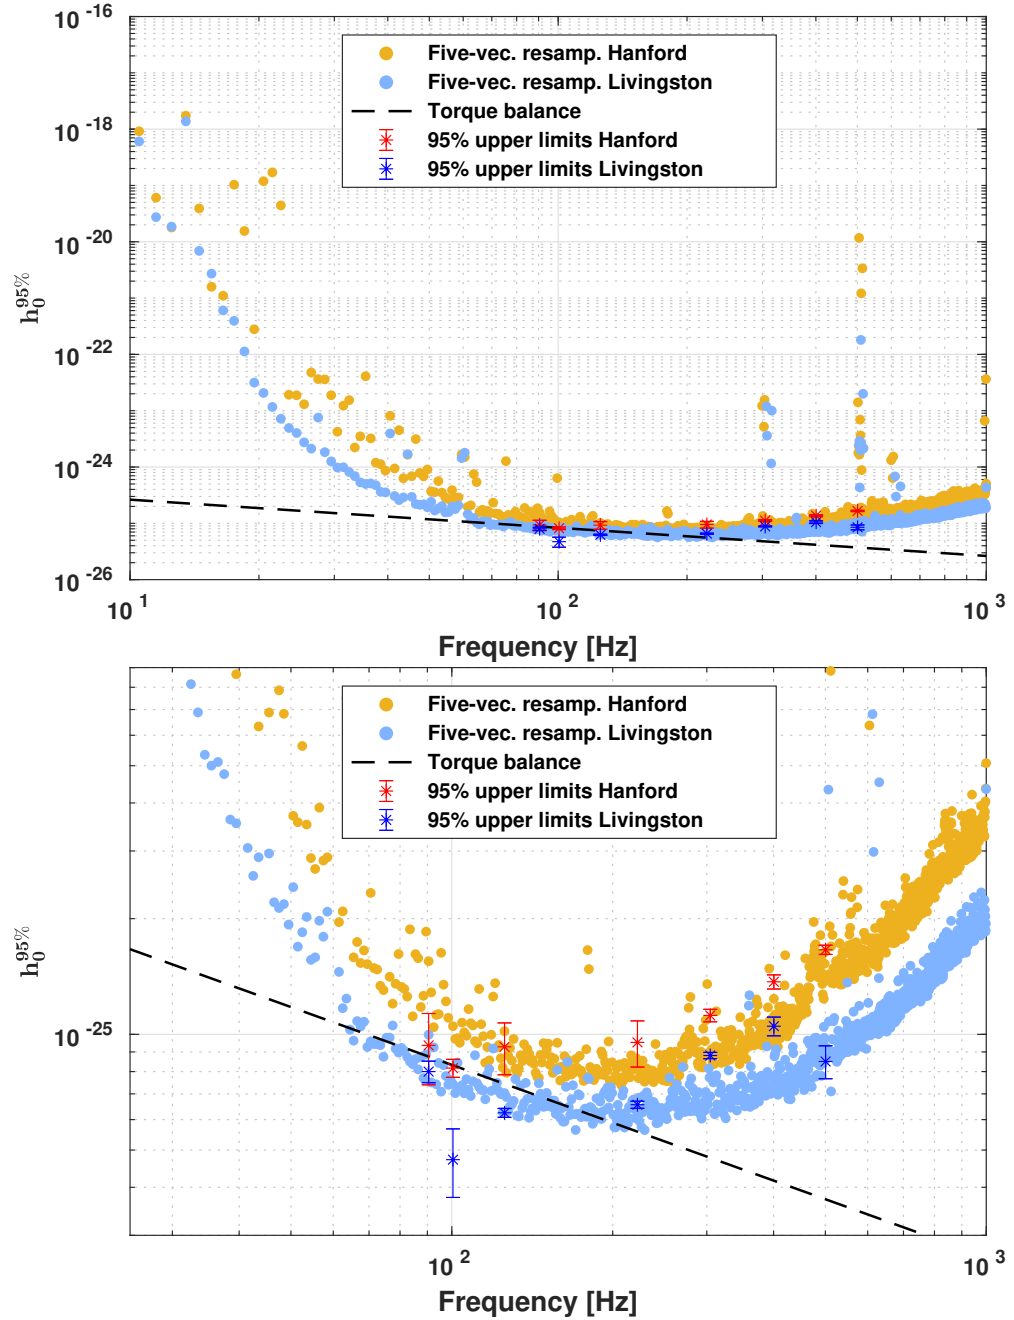 10^-16
10^-18
10^-20
10^-22
10^-24
10^-26
h_0^95%
Five-vec. resamp. Hanford
Five-vec. resamp. Livingston
Torque balance
95% upper limits Hanford
95% upper limits Livingston
10^1
10^2
10^3
Frequency [Hz]
Five-vec. resamp. Hanford
Five-vec. resamp. Livingston
Torque balance
95% upper limits Hanford
95% upper limits Livingston
h_0^95%
10^-25
10^2
10^3
Frequency [Hz]